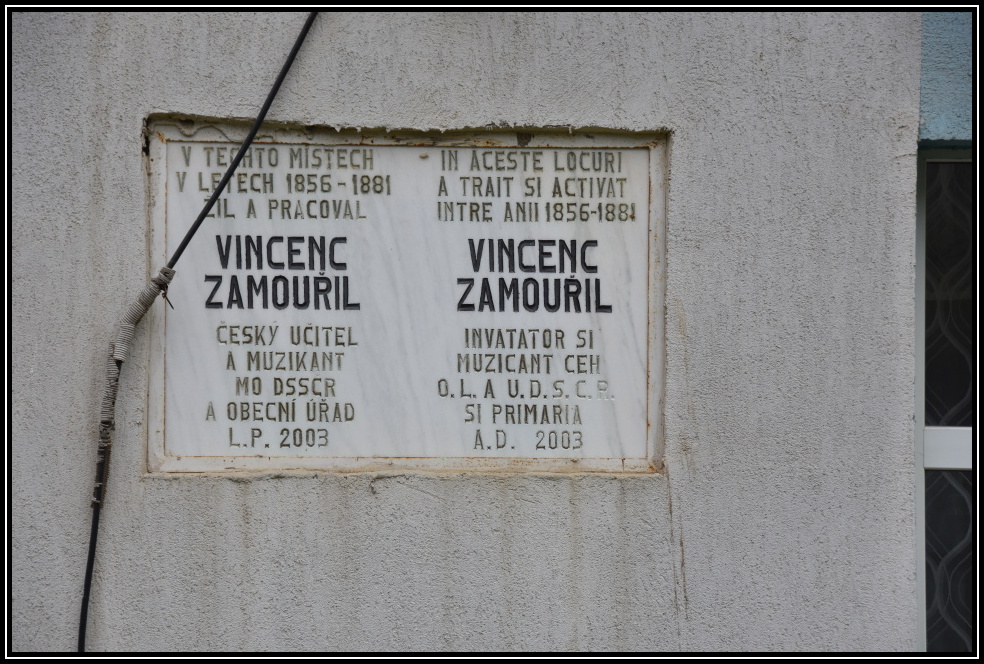 V TĚCHTO MÍSTECH
V LETECH 1856-1881
ŽIL A PRACOVAL
VINCENC
ZAMOUŘIL
ČESKÝ UČITEL
A MUZIKANT
MO DSSČR
A OBECNÍ ÚŘAD
L.P. 2003
IN ACESTE LOCURI
A TRAIT SI ACTIVAT
INTRE ANII 1856-1881
VINCENC
ZAMOUŘIL
INVATATOR SI
MUZICANT CEH
O.L. A U.D.S.C.R.
SI PRIMARIA
A.D. 2003